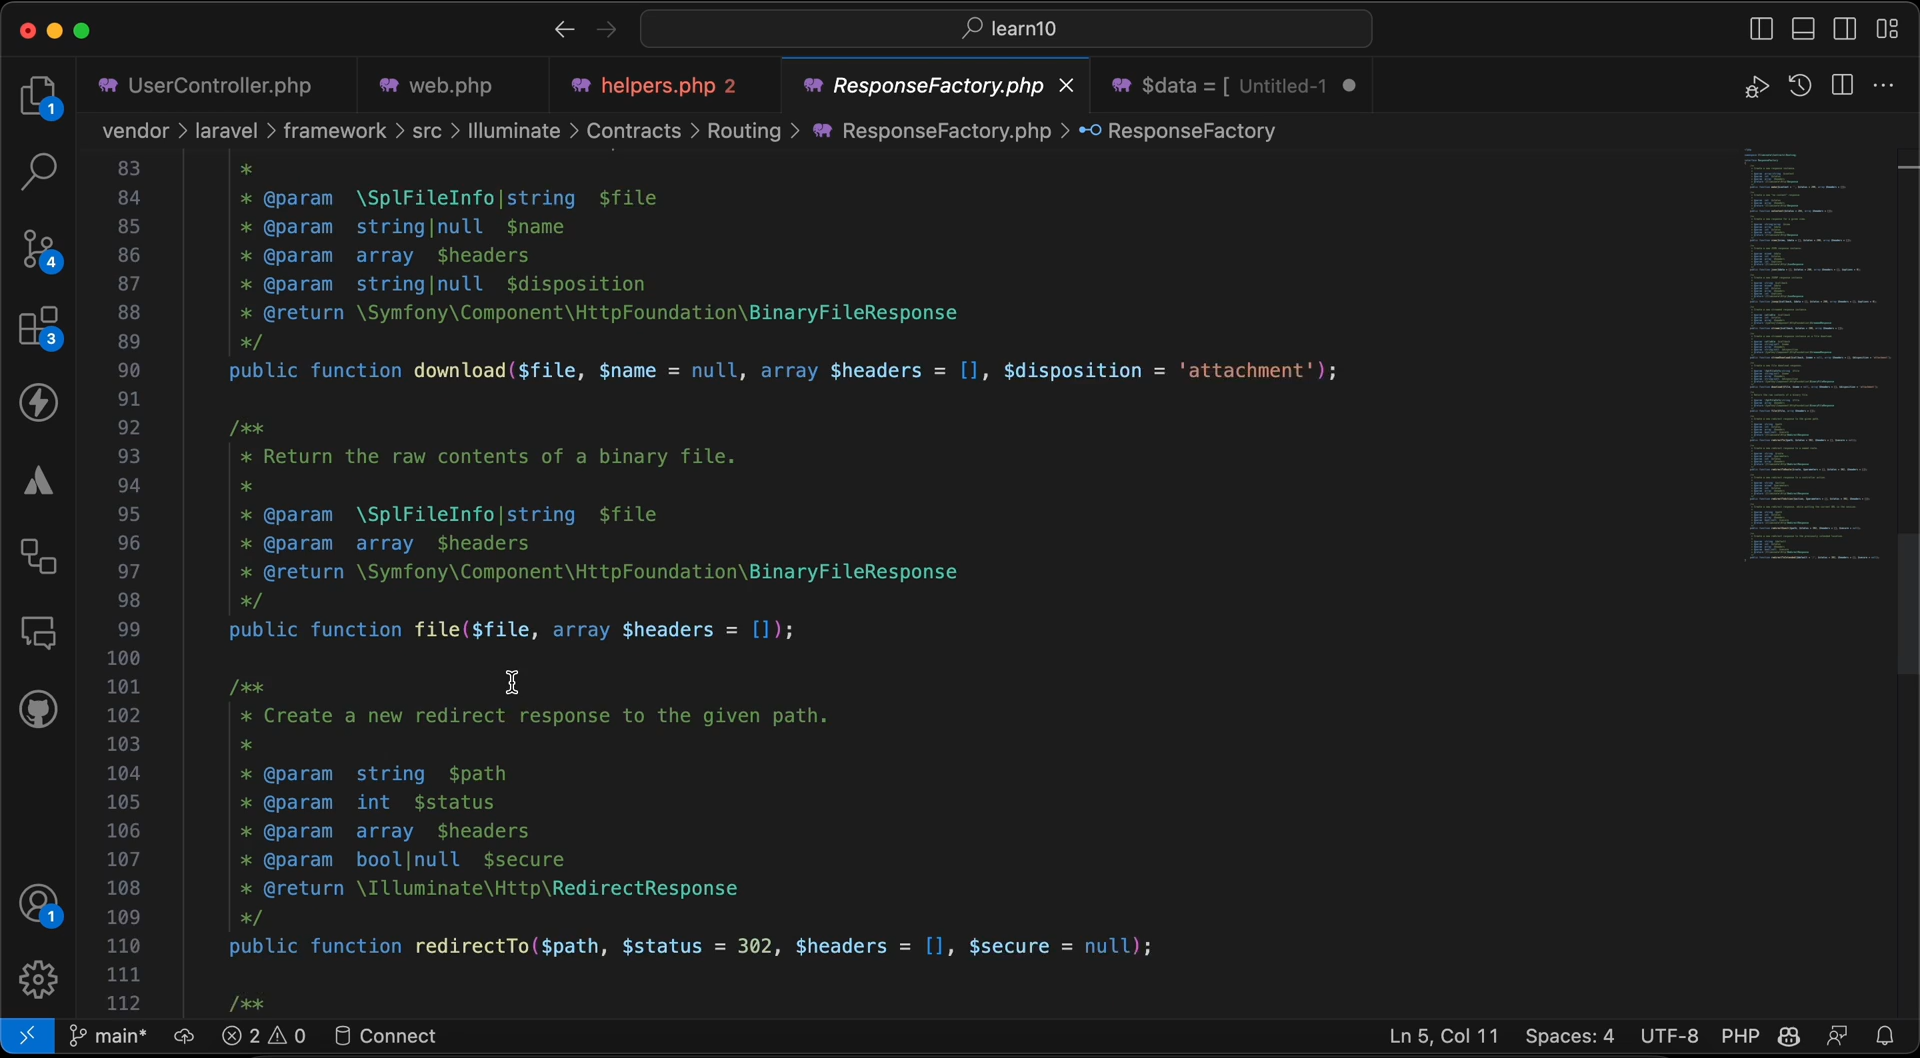 learn10
UserController.php
web.php
helpers.php 2
ResponseFactory.php
$data = [ Untitled-1
vendor > laravel > framework > src > Illuminate > Contracts > Routing > ResponseFactory.php > ResponseFactory
83 *
84 * @param \SplFileInfo|string $file
85 * @param string|null $name
86 * @param array $headers
87 * @param string|null $disposition
88 * @return \Symfony\Component\HttpFoundation\BinaryFileResponse
89 */
90 public function download($file, $name = null, array $headers = [], $disposition = 'attachment');
91
92 /**
93 * Return the raw contents of a binary file.
94 *
95 * @param \SplFileInfo|string $file
96 * @param array $headers
97 * @return \Symfony\Component\HttpFoundation\BinaryFileResponse
98 */
99 public function file($file, array $headers = []);
100
101 /**
102 * Create a new redirect response to the given path.
103 *
104 * @param string $path
105 * @param int $status
106 * @param array $headers
107 * @param bool|null $secure
108 * @return \Illuminate\Http\RedirectResponse
109 */
110 public function redirectTo($path, $status = 302, $headers = [], $secure = null);
111
112 /**
1
4
3
1
main*
2
0
Connect
Ln 5, Col 11
Spaces: 4
UTF-8
PHP